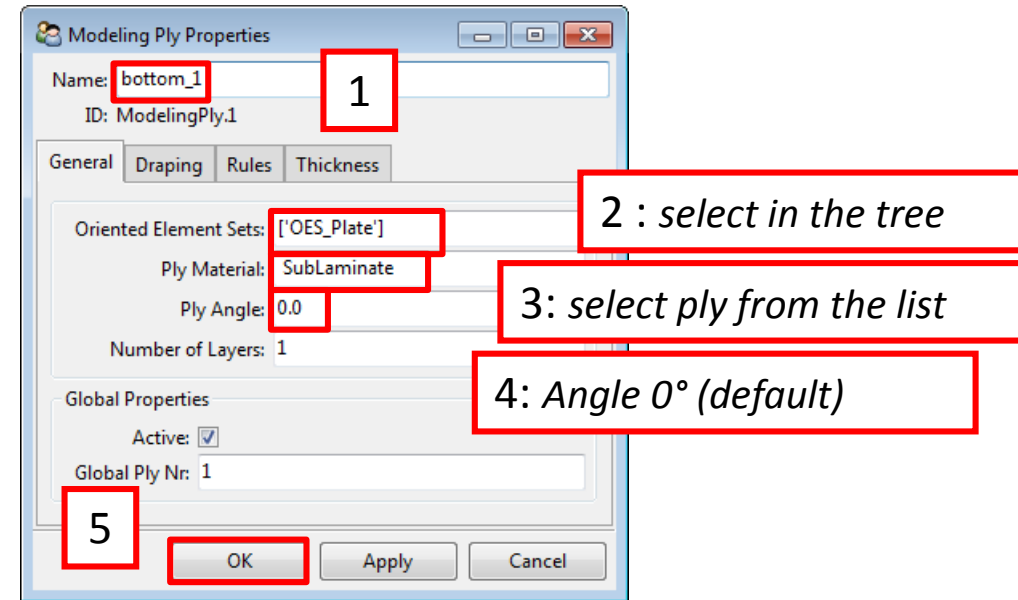 Modeling Ply Properties
Name: bottom_1
1
ID: ModelingPly.1
General Draping Rules Thickness
2 : select in the tree
Oriented Element Sets: ['OES_Plate']
Ply Material: SubLaminate
3: select ply from the list
Ply Angle: 0.0
Number of Layers: 1
4: Angle 0° (default)
Global Properties
Active:
Global Ply Nr: 1
5
OK Apply Cancel